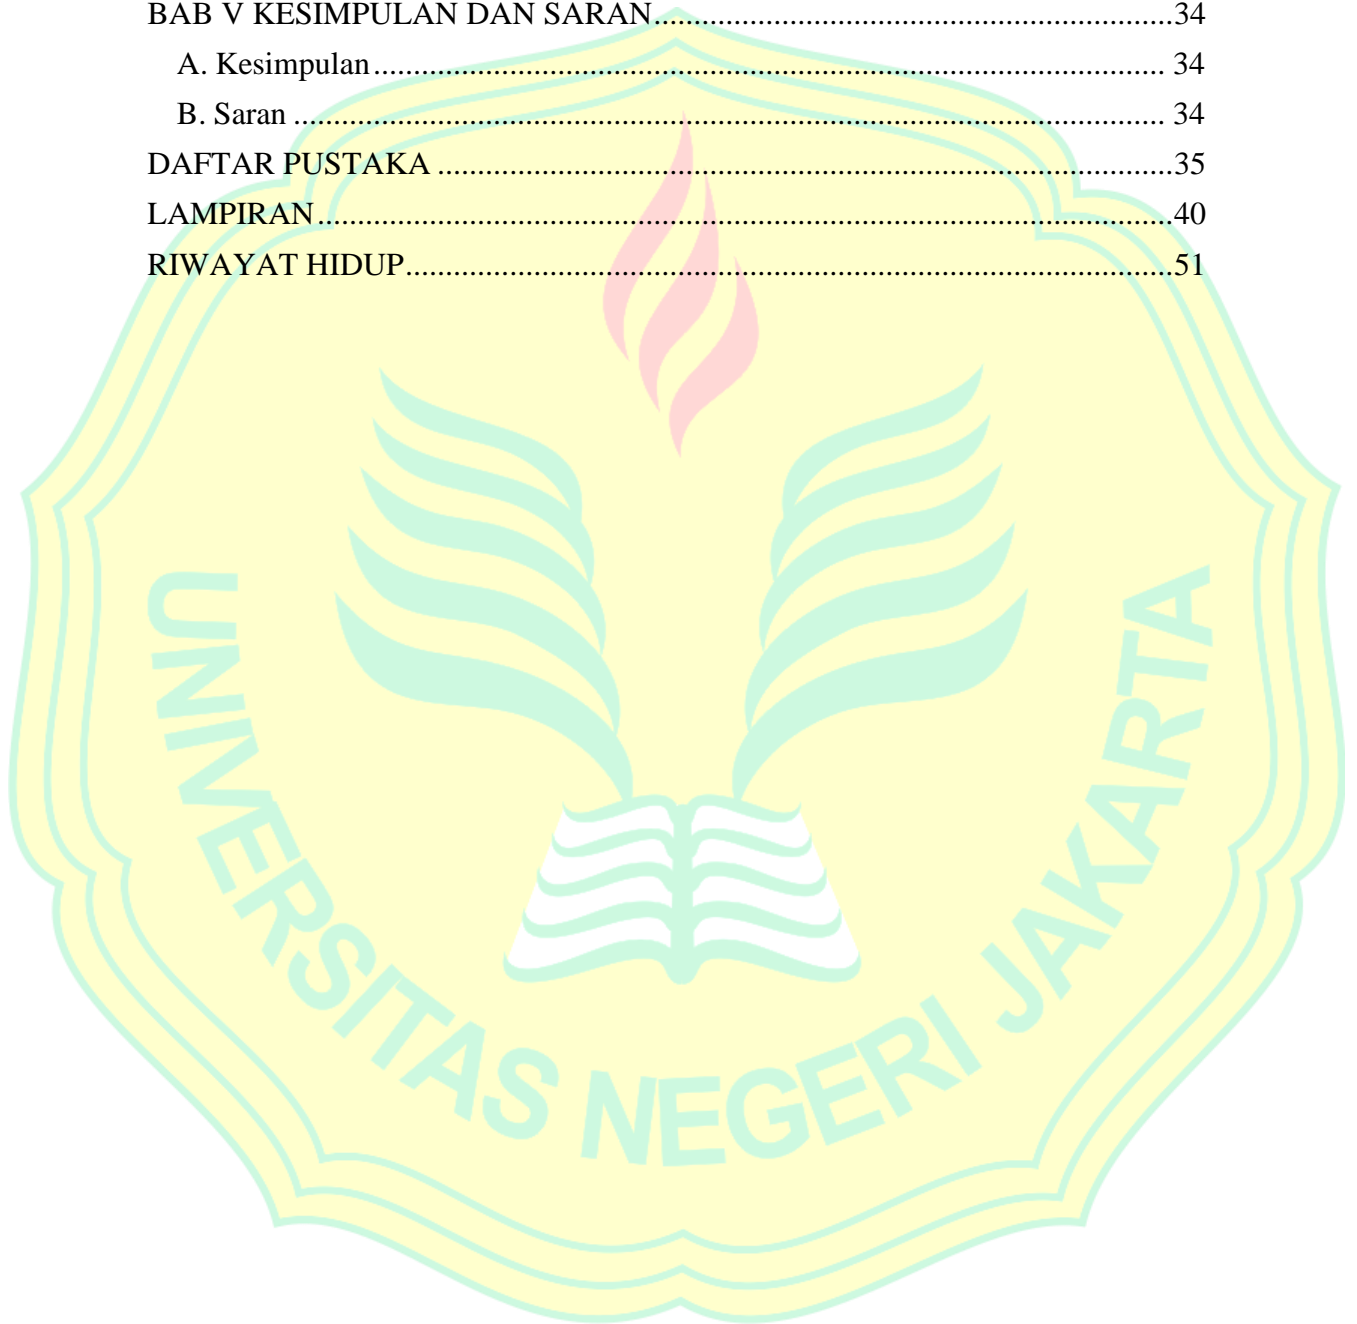 BAB V KESIMPULAN DAN SARAN................................................................34
A. Kesimpulan.................................................................................................. 34
B. Saran ............................................................................................................ 34
DAFTAR PUSTAKA ...........................................................................................35
LAMPIRAN..........................................................................................................40
RIWAYAT HIDUP...............................................................................................51
UNIVERSITAS NEGERI JAKARTA